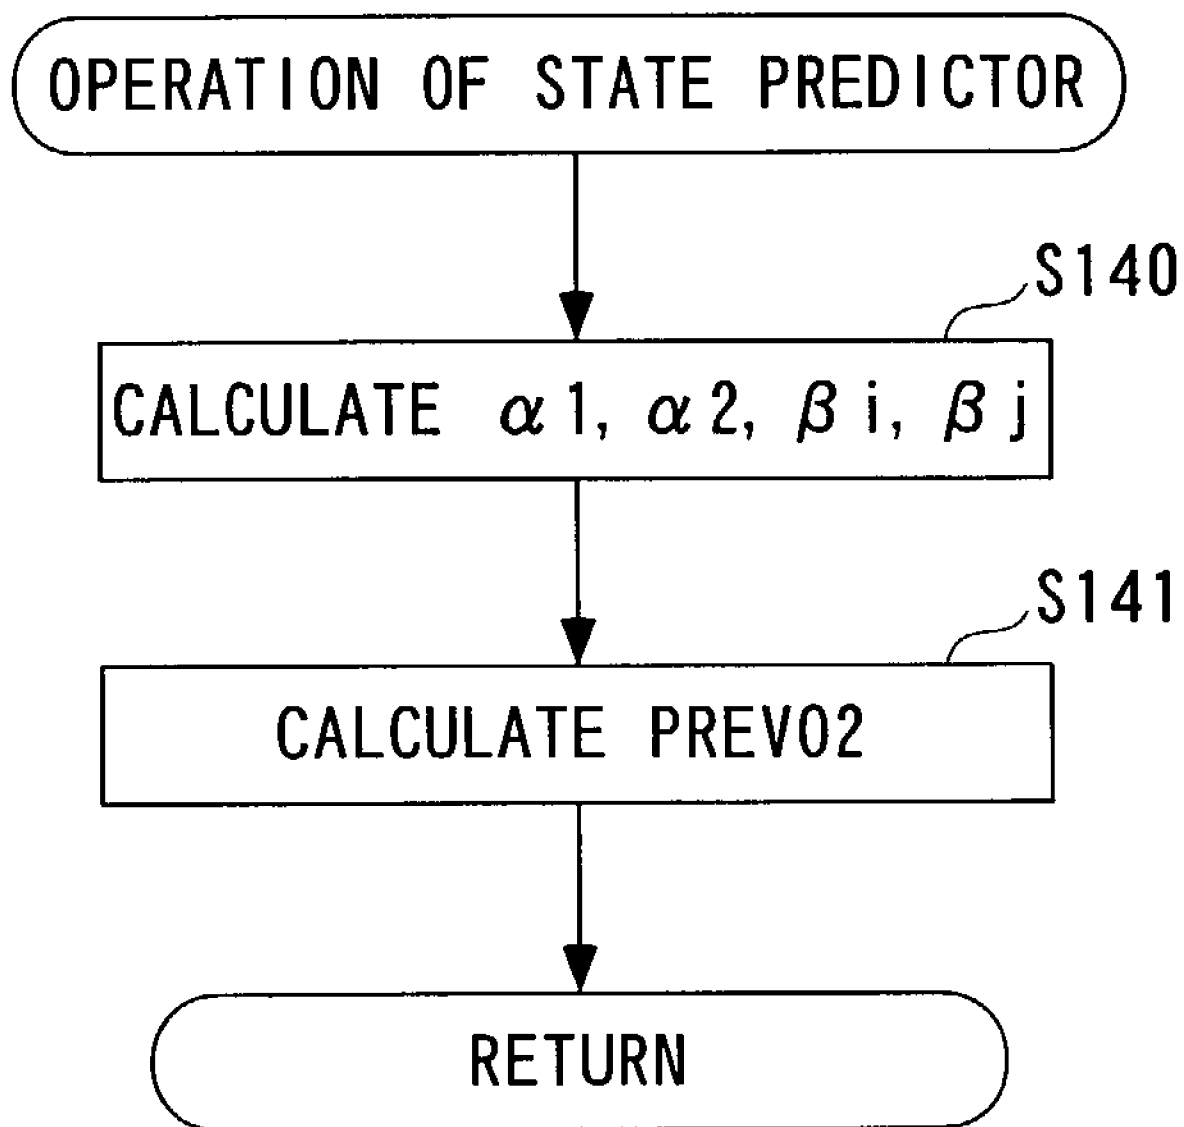 OPERATION OF STATE PREDICTOR
S140
CALCULATE α1, α2, βi, βj
S141
CALCULATE PREVO2
RETURN